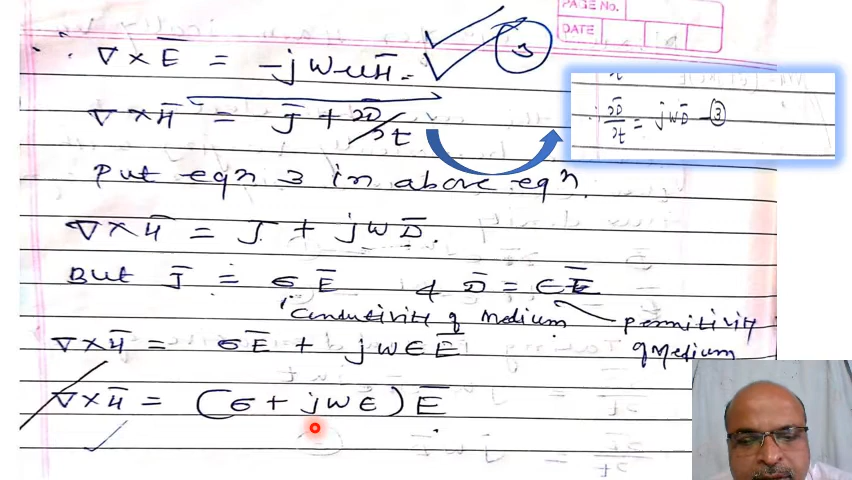 PAGE NO.
DATE
∴ ∇ × E̅ = -jωμH̅ - 3
∇ × H̅ = J̅ + ∂D̅/∂t
∴ ∂D̅/∂t = jωD̅ - 3
Put eqn 3 in above eqn.
∇ × H̅ = J + jωD̅.
But J̅ = σE̅ & D̅ = ϵE̅
conductivity of Medium
permitivity of Medium
∇ × H̅ = σE̅ + jωϵE̅
∇ × H̅ = (σ + jωϵ) E̅